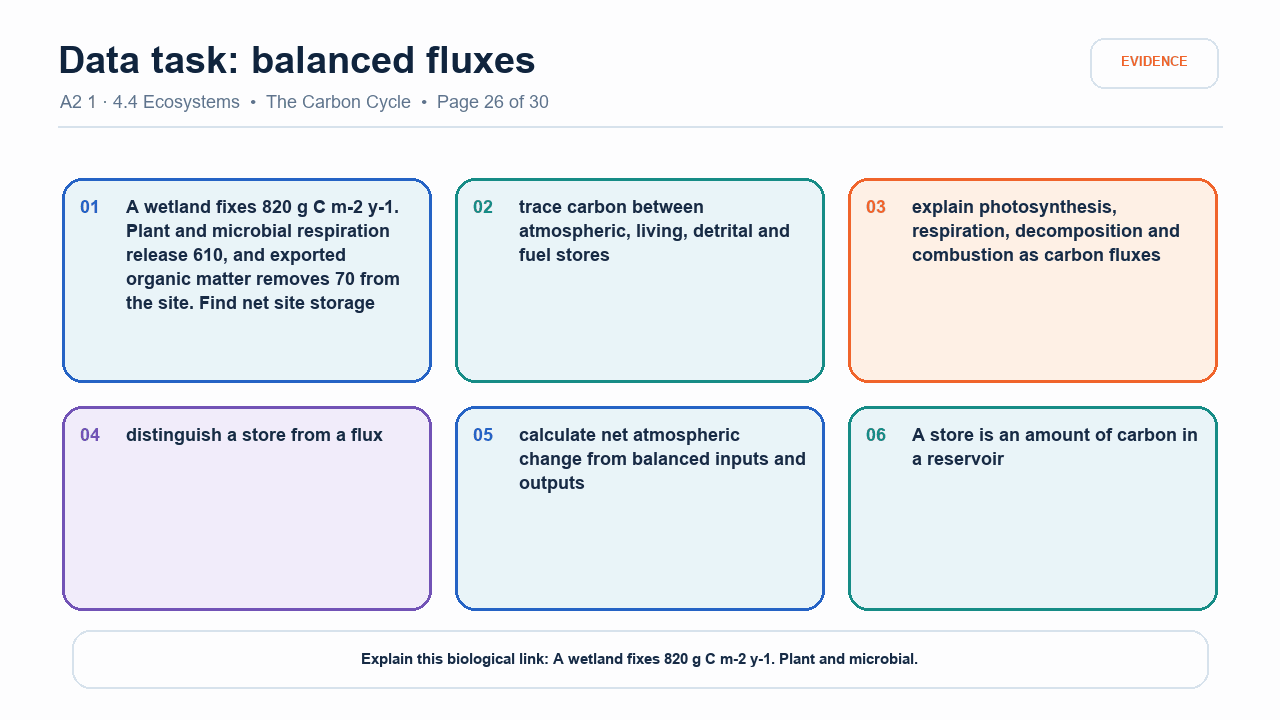 Data task: balanced fluxes
EVIDENCE
A2 1 · 4.4 Ecosystems • The Carbon Cycle • Page 26 of 30
01
A wetland fixes 820 g C m-2 y-1.
Plant and microbial respiration
release 610, and exported
organic matter removes 70 from
the site. Find net site storage
02
trace carbon between
atmospheric, living, detrital and
fuel stores
03
explain photosynthesis,
respiration, decomposition and
combustion as carbon fluxes
04
distinguish a store from a flux
05
calculate net atmospheric
change from balanced inputs and
outputs
06
A store is an amount of carbon in
a reservoir
Explain this biological link: A wetland fixes 820 g C m-2 y-1. Plant and microbial.